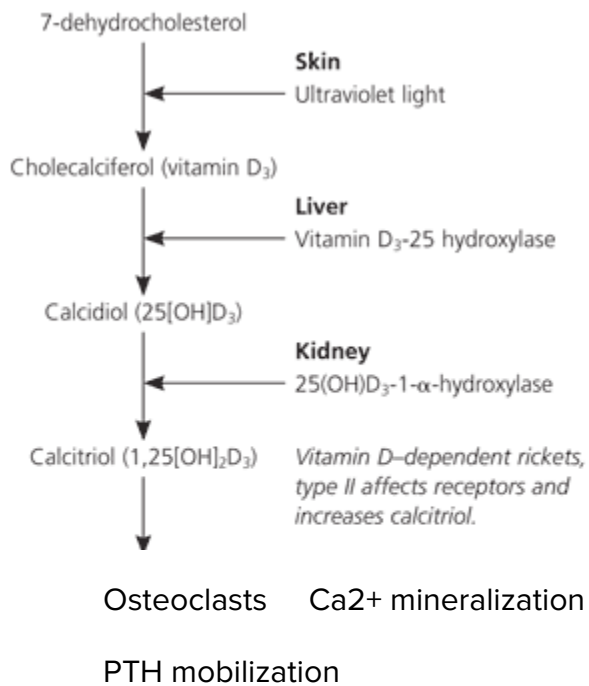 7-dehydrocholesterol
Skin
Ultraviolet light
Cholecalciferol (vitamin D₃)
Liver
Vitamin D₃-25 hydroxylase
Calcidiol (25[OH]D₃)
Kidney
25(OH)D₃-1-α-hydroxylase
Calcitriol (1,25[OH]₂D₃)
Vitamin D–dependent rickets,
type II affects receptors and
increases calcitriol.
Osteoclasts Ca2+ mineralization
PTH mobilization